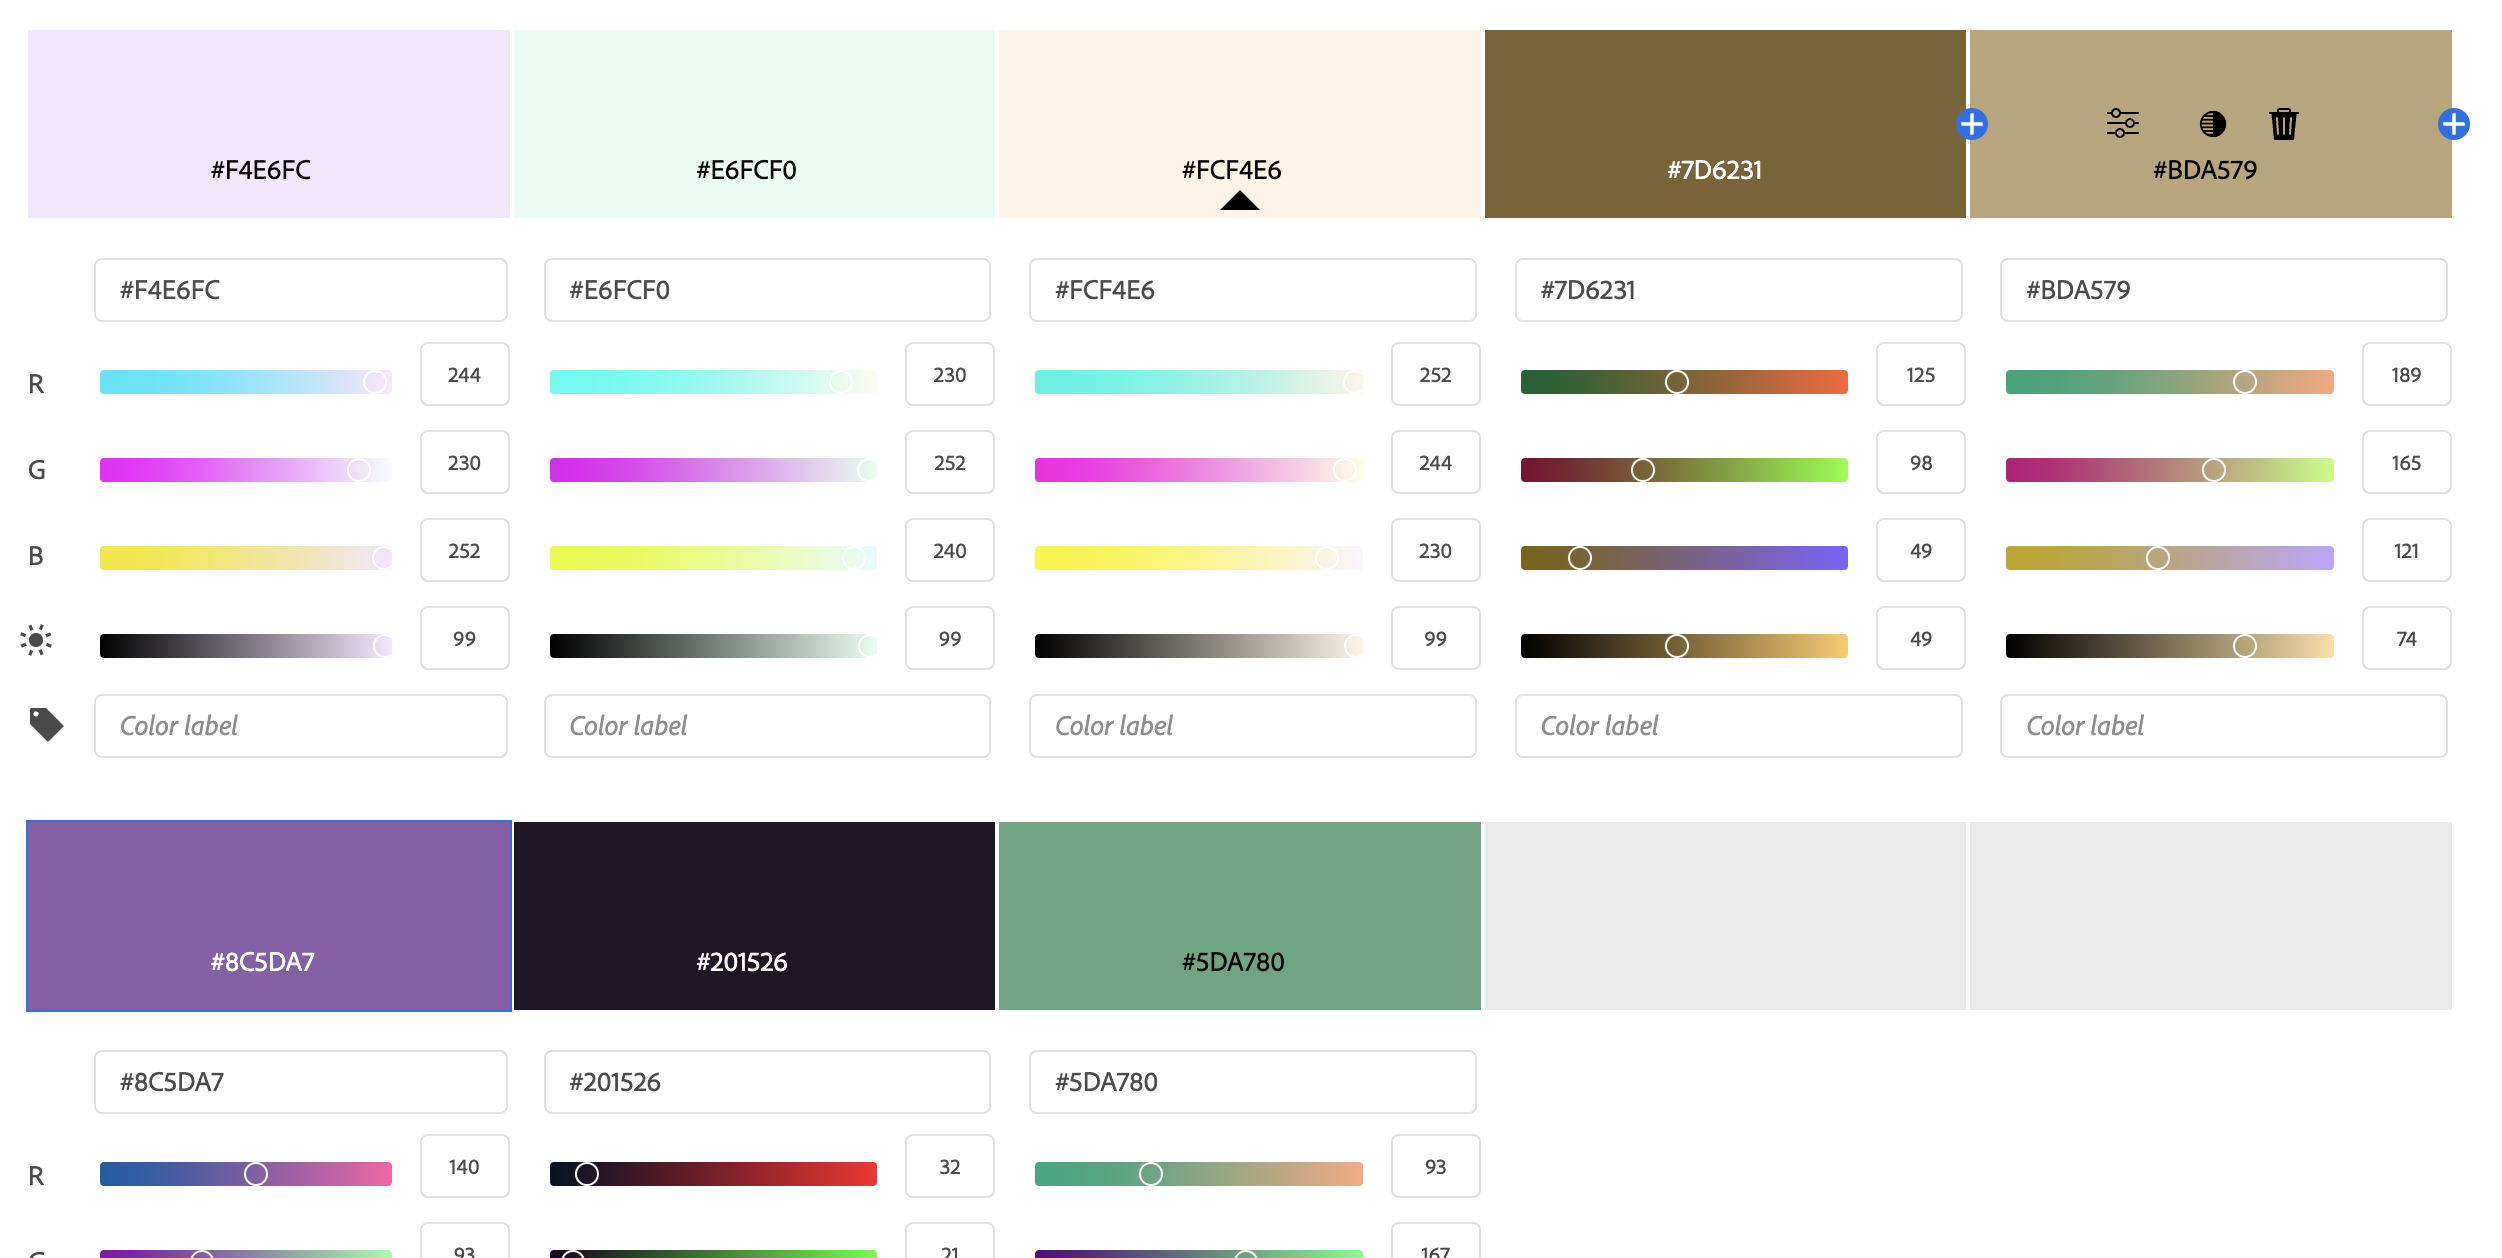 #F4E6FC #E6FCF0 #FCF4E6 #7D6231 #BDA579
#F4E6FC #E6FCF0 #FCF4E6 #7D6231 #BDA579
R 244 230 252 125 189
G 230 252 244 98 165
B 252 240 230 49 121
99 99 99 49 74
Color label Color label Color label Color label Color label
#8C5DA7 #201526 #5DA780
#8C5DA7 #201526 #5DA780
R 140 32 93
G 93 21 167